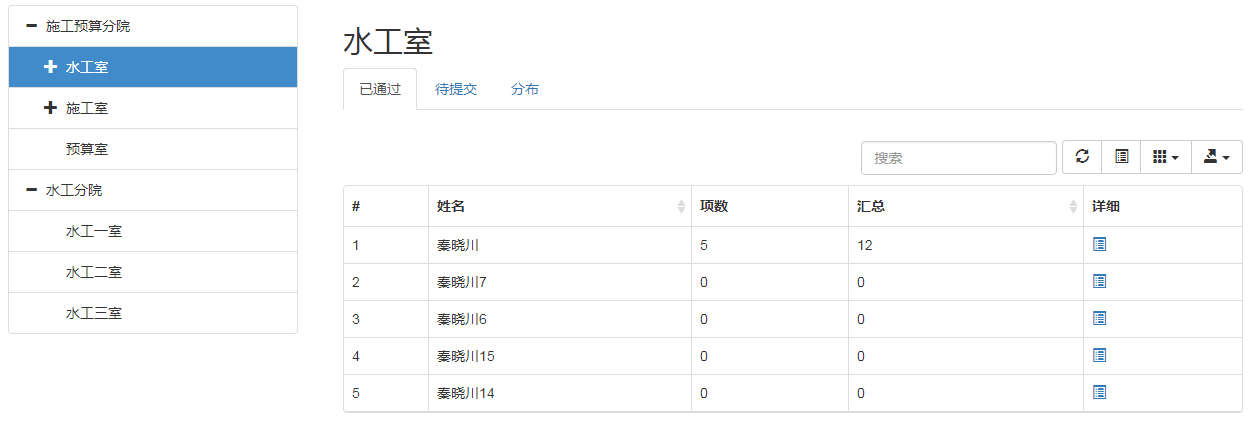 施工预算分院
水工室
施工室
预算室
水工分院
水工一室
水工二室
水工三室
水工室
已通过 待提交 分布
搜索
# 姓名 项数 汇总 详细
1 秦晓川 5 12
2 秦晓川7 0 0
3 秦晓川6 0 0
4 秦晓川15 0 0
5 秦晓川14 0 0